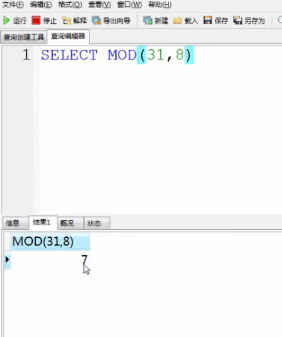 文件(F) 编辑(E) 格式(O) 查看(V) 窗口(W) 帮助(H)
运行 停止 解释 导出向导 新建 载入 保存 另存为
查询创建工具 查询编辑器
1 SELECT MOD(31,8)
信息 结果1 概况 状态
MOD(31,8)
7